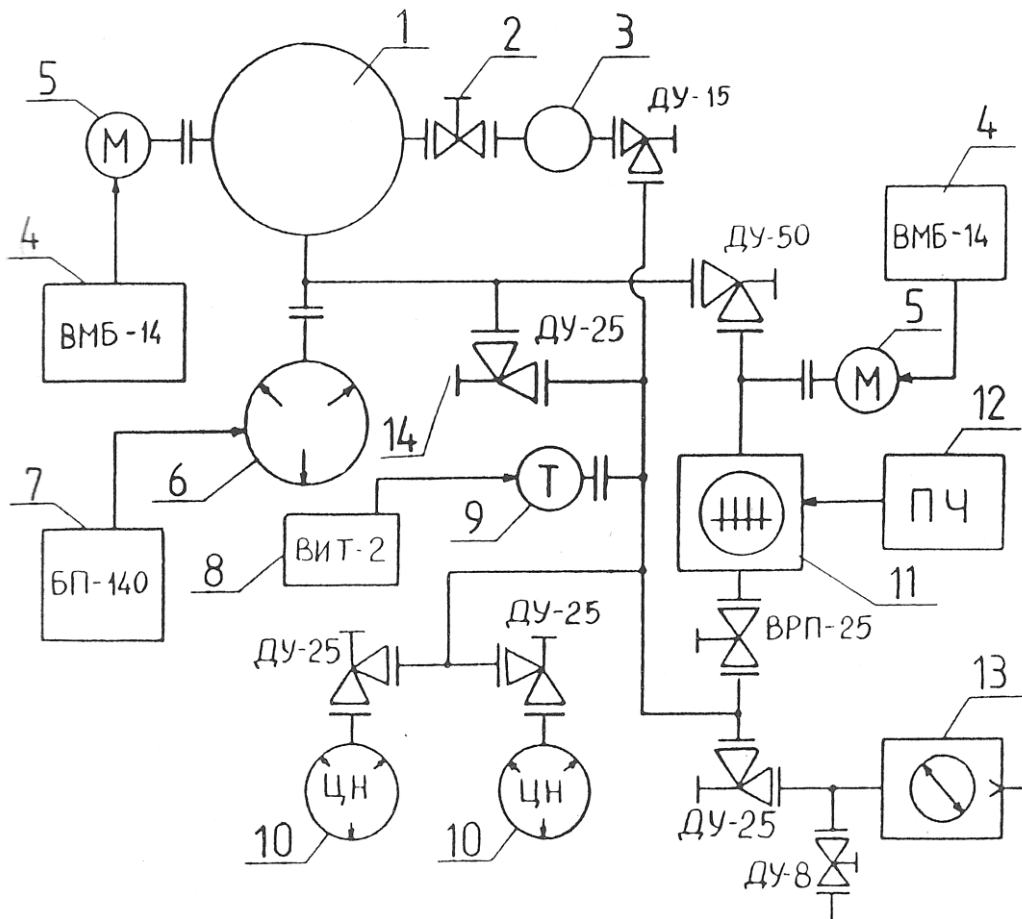 1
2
3
5
ДУ-15
М
4
4
ВМБ-14
ДУ-50
ВМБ-14
ДУ-25
5
М
14
12
6
7
Т
9
ПЧ
8
ВИТ-2
БП-140
11
ДУ-25
ДУ-25
ВРП-25
13
ЦН
ЦН
10
10
ДУ-25
ДУ-8